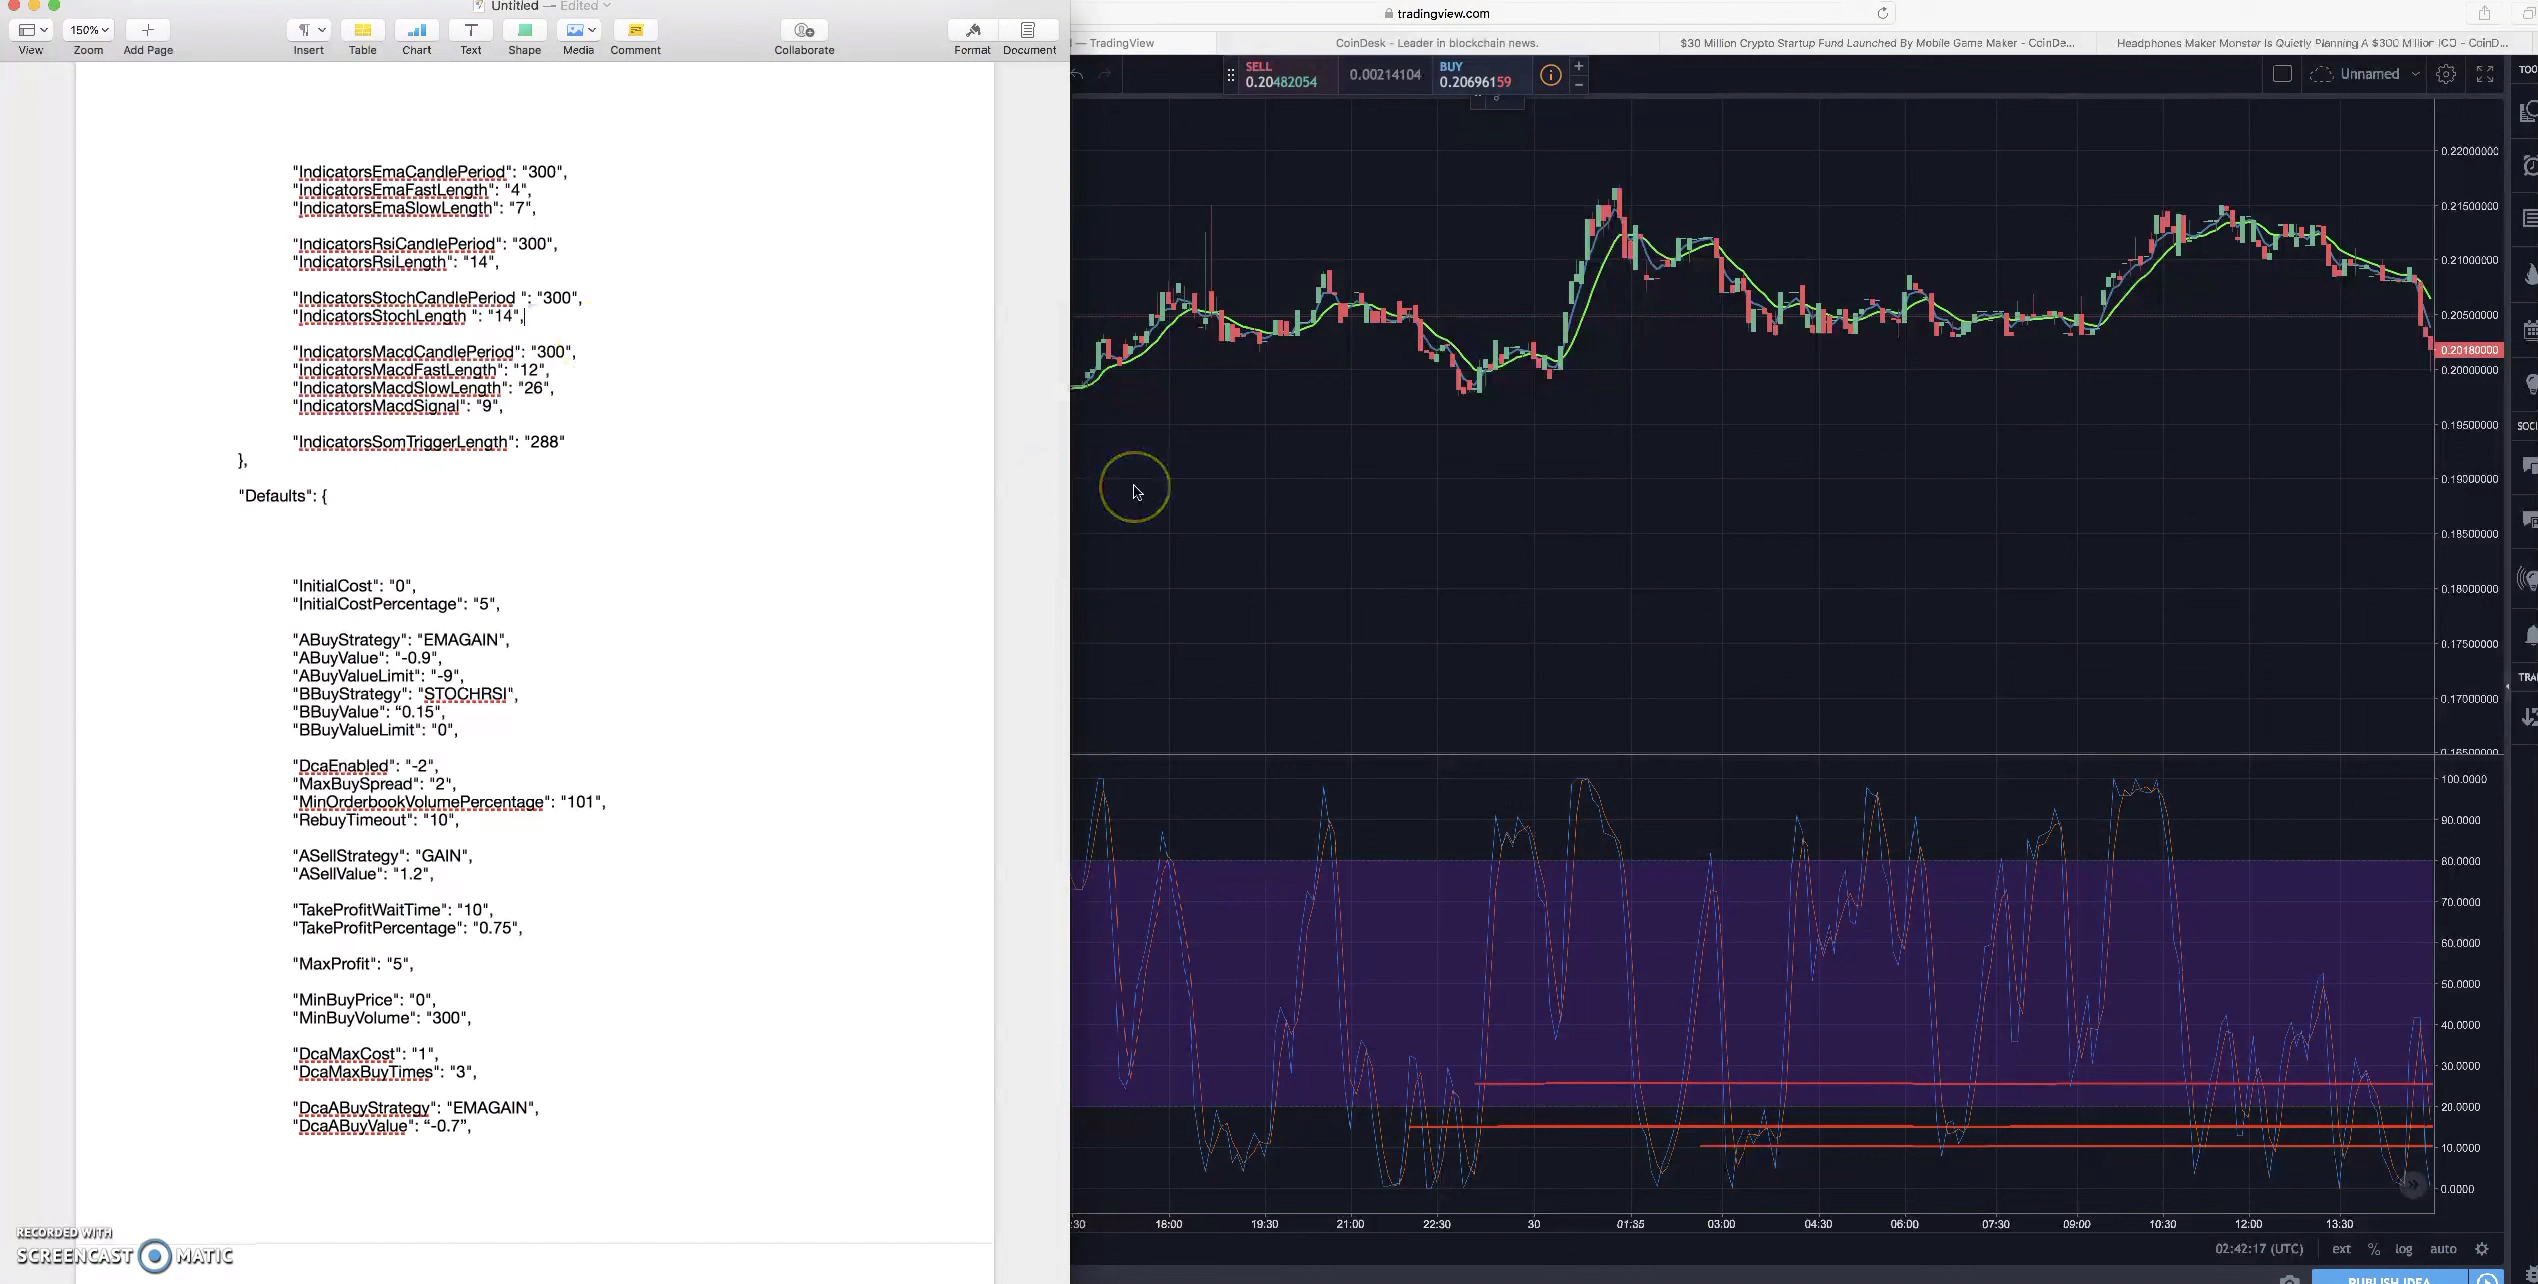 Untitled — Edited
View
150%
Zoom
Add Page
Insert
Table
Chart
Text
Shape
Media
Comment
Collaborate
Format
Document
"IndicatorsEmaCandlePeriod": "300",
"IndicatorsEmaFastLength": "4",
"IndicatorsEmaSlowLength": "7",
"IndicatorsRsiCandlePeriod": "300",
"IndicatorsRsiLength": "14",
"IndicatorsStochCandlePeriod ": "300",
"IndicatorsStochLength ": "14",
"IndicatorsMacdCandlePeriod": "300",
"IndicatorsMacdFastLength": "12",
"IndicatorsMacdSlowLength": "26",
"IndicatorsMacdSignal": "9",
"IndicatorsSomTriggerLength": "288"
},
"Defaults": {
"InitialCost": "0",
"InitialCostPercentage": "5",
"ABuyStrategy": "EMAGAIN",
"ABuyValue": "-0.9",
"ABuyValueLimit": "-9",
"BBuyStrategy": "STOCHRSI",
"BBuyValue": “0.15",
"BBuyValueLimit": "0",
"DcaEnabled": "-2",
"MaxBuySpread": "2",
"MinOrderbookVolumePercentage": "101",
"RebuyTimeout": "10",
"ASellStrategy": "GAIN",
"ASellValue": "1.2",
"TakeProfitWaitTime": "10",
"TakeProfitPercentage": "0.75",
"MaxProfit": "5",
"MinBuyPrice": "0",
"MinBuyVolume": "300",
"DcaMaxCost": "1",
"DcaMaxBuyTimes": "3",
"DcaABuyStrategy": "EMAGAIN",
"DcaABuyValue": “-0.7”,
RECORDED WITH
SCREENCAST MATIC
tradingview.com
— TradingView
CoinDesk - Leader in blockchain news.
$30 Million Crypto Startup Fund Launched By Mobile Game Maker - CoinDe...
Headphones Maker Monster Is Quietly Planning A $300 Million ICO - CoinD...
SELL
0.20482054
0.00214104
BUY
0.20696159
Unnamed
TOO
SOCI
TRA
0.22000000
0.21500000
0.21000000
0.20500000
0.20180000
0.20000000
0.19500000
0.19000000
0.18500000
0.18000000
0.17500000
0.17000000
0.16500000
100.0000
90.0000
80.0000
70.0000
60.0000
50.0000
40.0000
30.0000
20.0000
10.0000
0.0000
:30
18:00
19:30
21:00
22:30
30
01:35
03:00
04:30
06:00
07:30
09:00
10:30
12:00
13:30
02:42:17 (UTC)
ext
%
log
auto
PUBLISH IDEA